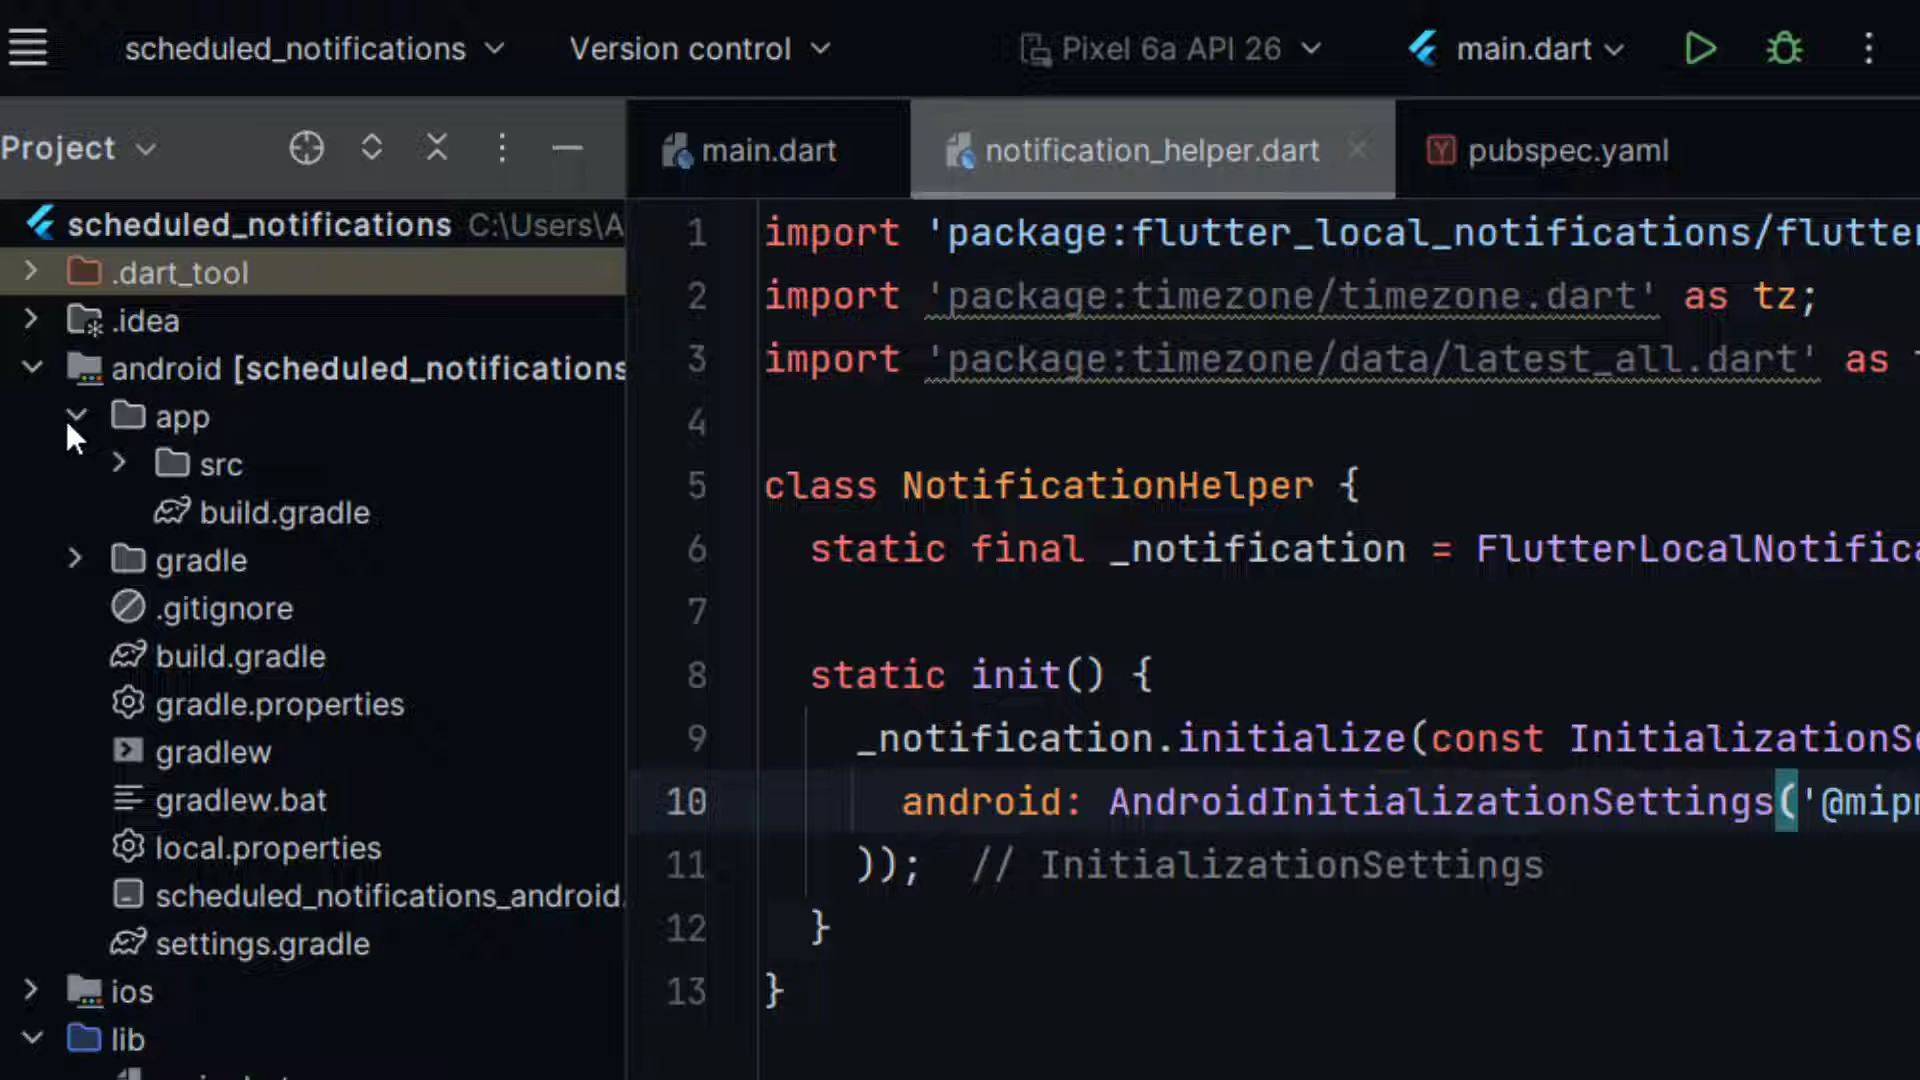 scheduled_notifications
Version control
Pixel 6a API 26
main.dart
Project
main.dart
notification_helper.dart
pubspec.yaml
scheduled_notifications C:\Users\A
.dart_tool
.idea
android [scheduled_notifications
app
src
build.gradle
gradle
.gitignore
build.gradle
gradle.properties
gradlew
gradlew.bat
local.properties
scheduled_notifications_android.
settings.gradle
ios
lib
1 import 'package:flutter_local_notifications/flutter
2 import 'package:timezone/timezone.dart' as tz;
3 import 'package:timezone/data/latest_all.dart' as
4
5 class NotificationHelper {
6 static final _notification = FlutterLocalNotifica
7
8 static init() {
9 _notification.initialize(const InitializationSe
10 android: AndroidInitializationSettings('@mipm
11 )); // InitializationSettings
12 }
13 }